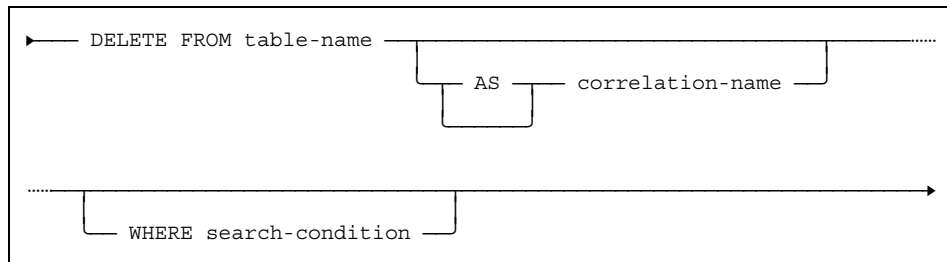 DELETE FROM table-name
AS correlation-name
WHERE search-condition